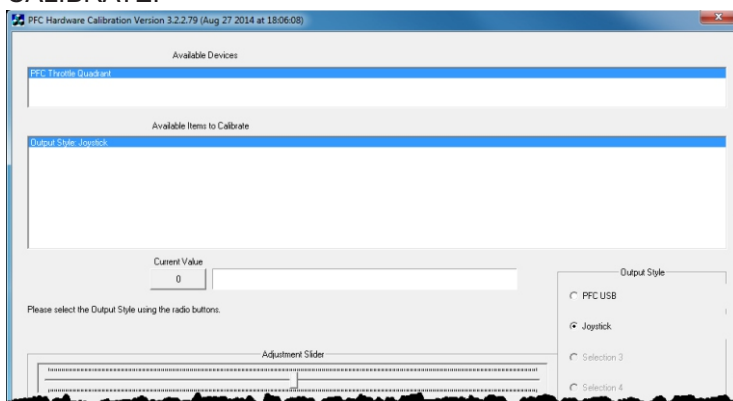 CALIBRATE.
PFC Hardware Calibration Version 3.2.2.79 (Aug 27 2014 at 18:06:08)
Available Devices
PFC Throttle Quadrant
Available Items to Calibrate
Output Style: Joystick
Current Value
0
Output Style
PFC USB
Please select the Output Style using the radio buttons.
Joystick
Adjustment Slider
Selection 3
Selection 4